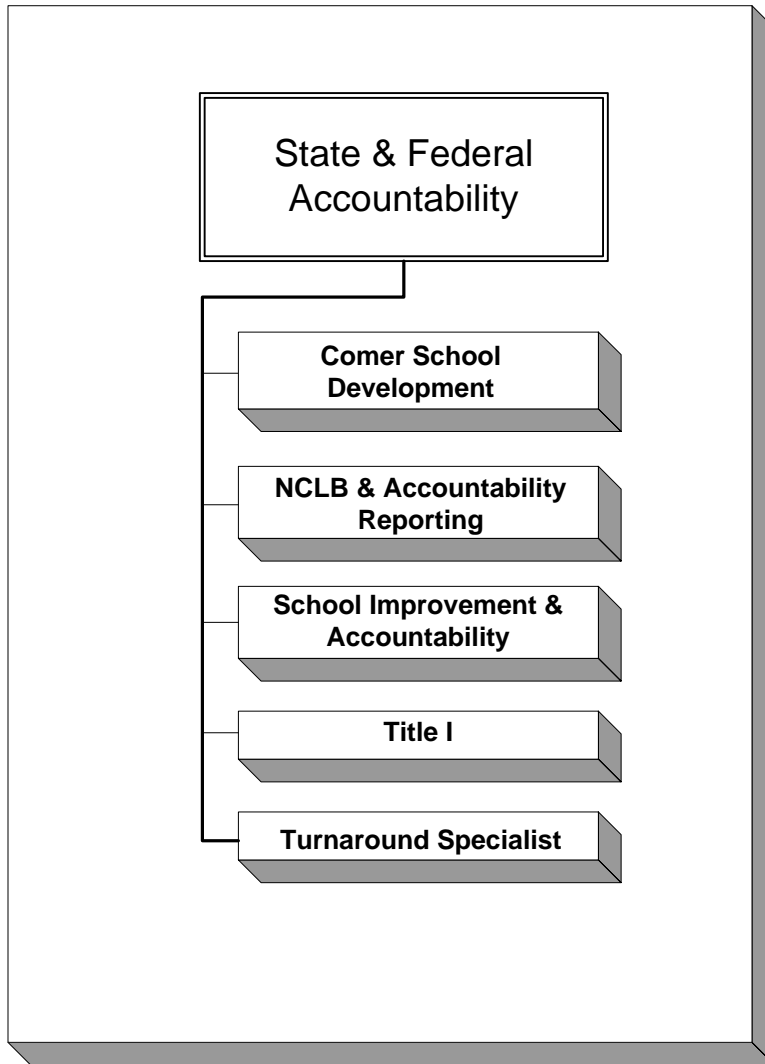 State & Federal
Accountability
Comer School
Development
NCLB & Accountability
Reporting
School Improvement &
Accountability
Title I
Turnaround Specialist